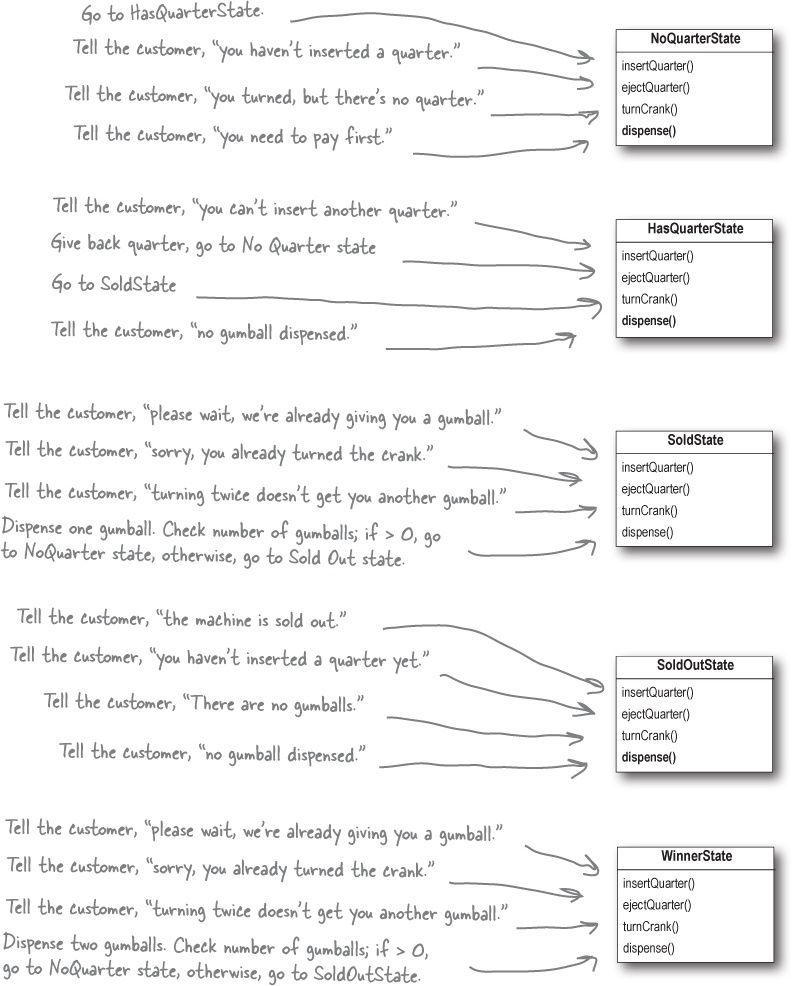 Go to HasQuarterState.
Tell the customer, “you haven’t inserted a quarter.”
Tell the customer, “you turned, but there’s no quarter.”
Tell the customer, “you need to pay first.”
NoQuarterState
insertQuarter()
ejectQuarter()
turnCrank()
dispense()
Tell the customer, “you can’t insert another quarter.”
Give back quarter, go to No Quarter state
Go to SoldState
Tell the customer, “no gumball dispensed.”
HasQuarterState
insertQuarter()
ejectQuarter()
turnCrank()
dispense()
Tell the customer, “please wait, we’re already giving you a gumball.”
Tell the customer, “sorry, you already turned the crank.”
Tell the customer, “turning twice doesn’t get you another gumball.”
Dispense one gumball. Check number of gumballs; if > 0, go
to NoQuarter state, otherwise, go to Sold Out state.
SoldState
insertQuarter()
ejectQuarter()
turnCrank()
dispense()
Tell the customer, “the machine is sold out.”
Tell the customer, “you haven’t inserted a quarter yet.”
Tell the customer, “There are no gumballs.”
Tell the customer, “no gumball dispensed.”
SoldOutState
insertQuarter()
ejectQuarter()
turnCrank()
dispense()
Tell the customer, “please wait, we’re already giving you a gumball.”
Tell the customer, “sorry, you already turned the crank.”
Tell the customer, “turning twice doesn’t get you another gumball.”
Dispense two gumballs. Check number of gumballs; if > 0,
go to NoQuarter state, otherwise, go to SoldOutState.
WinnerState
insertQuarter()
ejectQuarter()
turnCrank()
dispense()